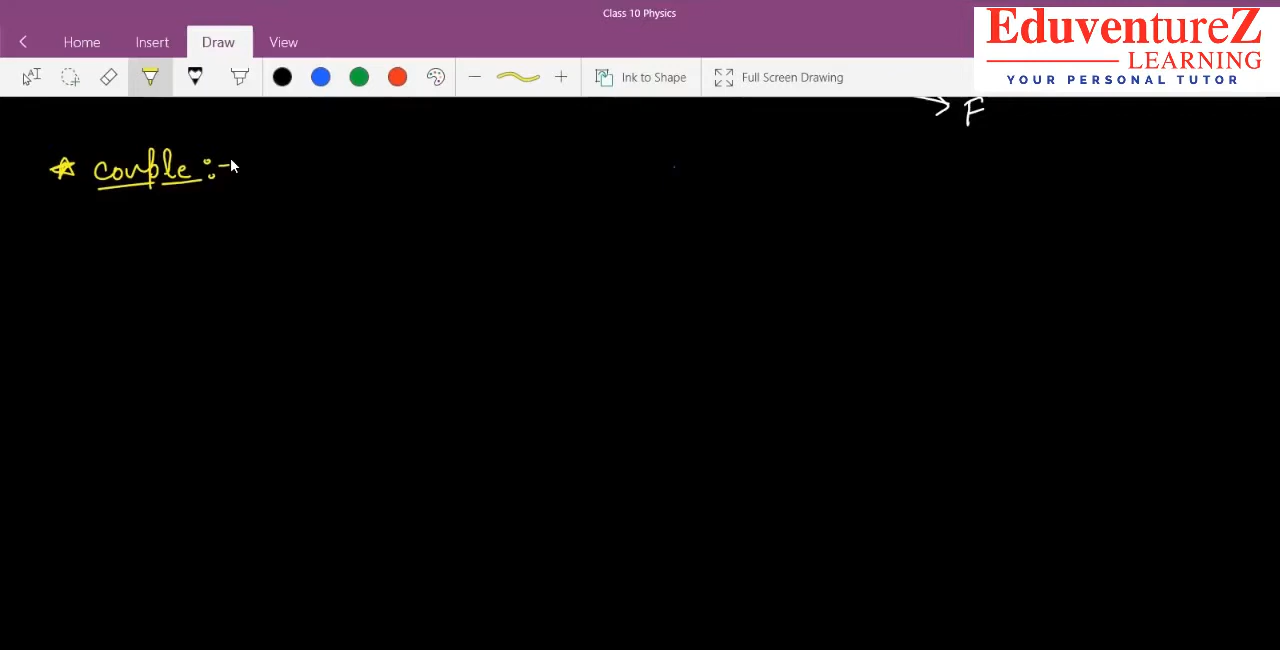 Class 10 Physics
EduventureZ
LEARNING
YOUR PERSONAL TUTOR
Home Insert Draw View
Ink to Shape Full Screen Drawing
F
* couple :-